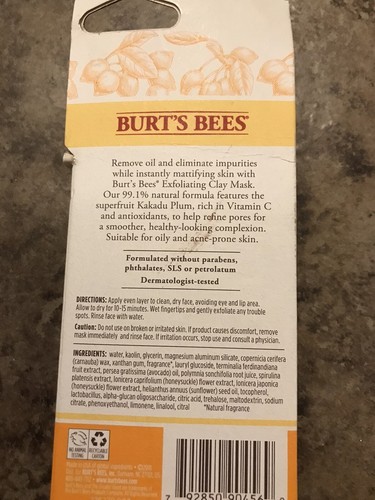 BURT'S BEES®
Remove oil and eliminate impurities
while instantly mattifying skin with
Burt's Bees® Exfoliating Clay Mask.
Our 99.1% natural formula features the
superfruit Kakadu Plum, rich in Vitamin C
and antioxidants, to help refine pores for
a smoother, healthy-looking complexion.
Suitable for oily and acne-prone skin.
Formulated without parabens,
phthalates, SLS or petrolatum
Dermatologist-tested
DIRECTIONS: Apply even layer to clean, dry face, avoiding eye and lip area.
Allow to dry for 10-15 minutes. Wet fingertips and gently exfoliate any trouble
spots. Rinse face with water.
Caution: Do not use on broken or irritated skin. If product causes discomfort, remove
mask immediately and rinse face. If irritation occurs, stop use and consult a physician.
INGREDIENTS: water, kaolin, glycerin, magnesium aluminum silicate, copernicia cerifera
(carnauba) wax, xanthan gum, fragrance*, lauryl glucoside, terminalia ferdinandiana
fruit extract, persea gratissima (avocado) oil, polymnia sonchifolia root juice, spirulina
platensis extract, lonicera caprifolium (honeysuckle) flower extract, lonicera japonica
(honeysuckle) flower extract, helianthus annuus (sunflower) seed oil, tocopherol,
lactobacillus, alpha-glucan oligosaccharide, citric acid, trehalose, maltodextrin, sodium
citrate, phenoxyethanol, limonene, linalool, citral *Natural fragrance
NO ANIMAL
TESTING
RECYCLABLE
CARTON
7 92850 90454